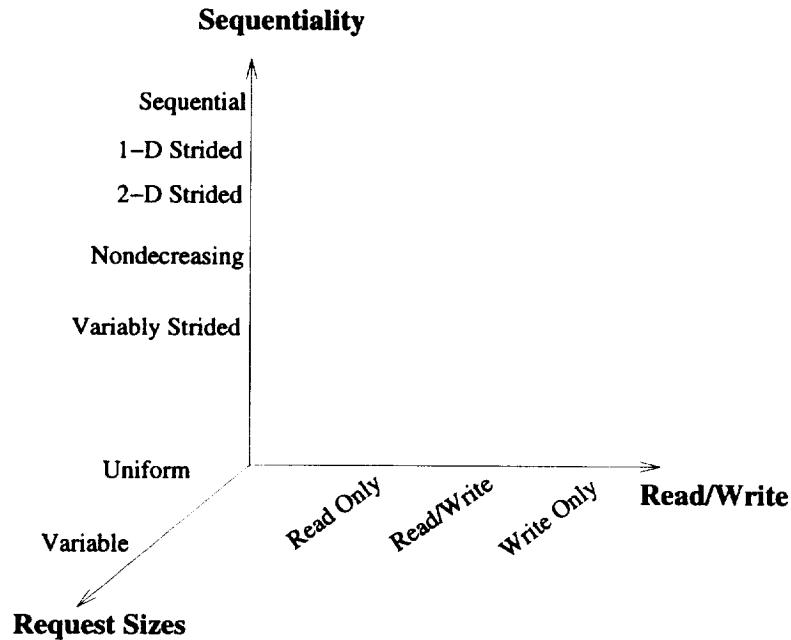 Sequentiality
Sequential
1–D Strided
2–D Strided
Nondecreasing
Variably Strided
Uniform
Variable
Request Sizes
Read Only
Read/Write
Write Only
Read/Write